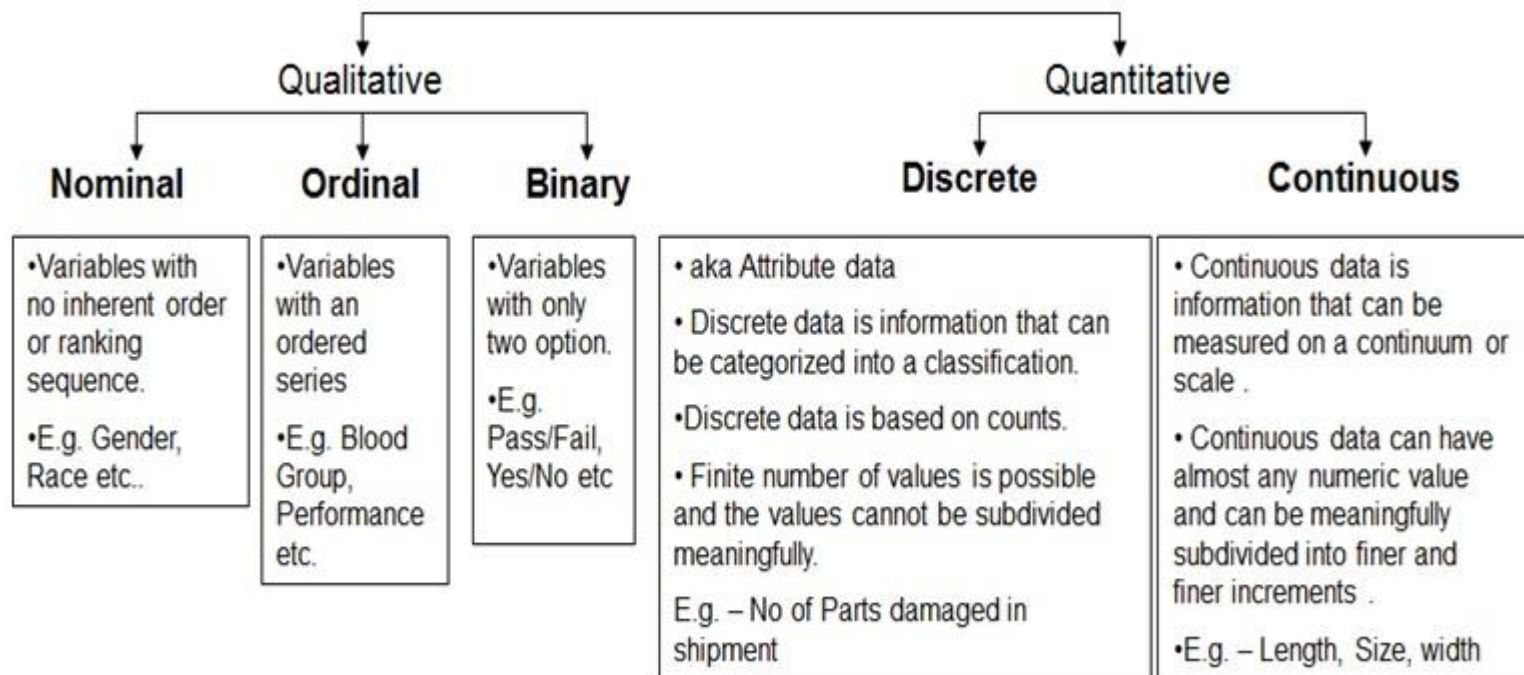 Qualitative
Quantitative
Nominal
Ordinal
Binary
Discrete
Continuous
•Variables with
no inherent order
or ranking
sequence.
•E.g. Gender,
Race etc..
•Variables
with an
ordered
series
•E.g. Blood
Group,
Performance
etc.
•Variables
with only
two option.
•E.g.
Pass/Fail,
Yes/No etc
• aka Attribute data
• Discrete data is information that can
be categorized into a classification.
•Discrete data is based on counts.
• Finite number of values is possible
and the values cannot be subdivided
meaningfully.
E.g. – No of Parts damaged in
shipment
• Continuous data is
information that can be
measured on a continuum or
scale .
• Continuous data can have
almost any numeric value
and can be meaningfully
subdivided into finer and
finer increments .
•E.g. – Length, Size, width